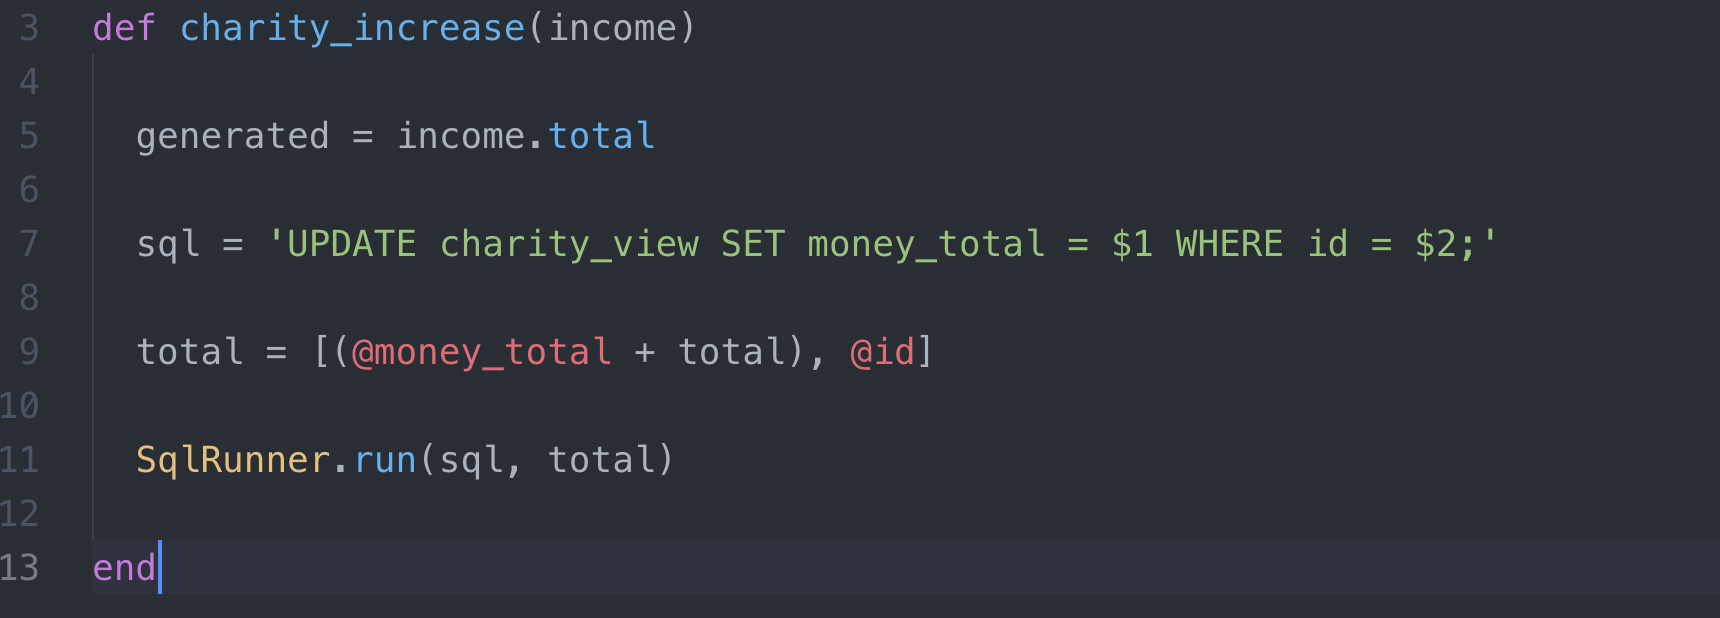 3 def charity_increase(income)
4
5 generated = income.total
6
7 sql = 'UPDATE charity_view SET money_total = $1 WHERE id = $2;'
8
9 total = [(@money_total + total), @id]
10
11 SqlRunner.run(sql, total)
12
13 end